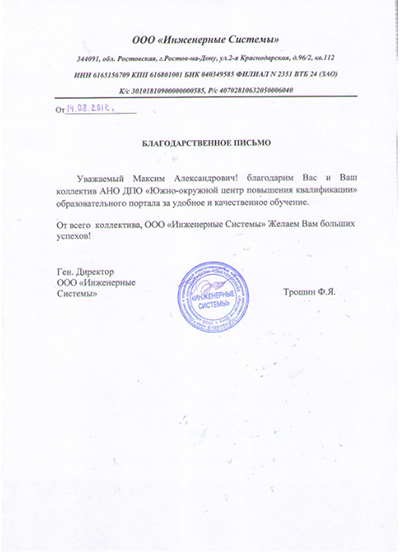 ООО «Инженерные Системы»
344091, обл. Ростовская, г.Ростов-на-Дону, ул.2-я Краснодарская, д.96/2, кв.112
ИНН 6165156709 КПП 616801001 БИК 040349585 ФИЛИАЛ N 2351 ВТБ 24 (ЗАО)
К/с 30101810900000000585, Р/с 40702810632050006040
От 14.08.2012г.
БЛАГОДАРСТВЕННОЕ ПИСЬМО
Уважаемый Максим Александрович! благодарим Вас и Ваш
коллектив АНО ДПО «Южно-окружной центр повышения квалификации»
образовательного портала за удобное и качественное обучение.
От всего коллектива, ООО «Инженерные Системы» Желаем Вам больших
успехов!
Ген. Директор
ООО «Инженерные
Системы»
«ИНЖЕНЕРНЫЕ
СИСТЕМЫ»
Трошин Ф.Я.